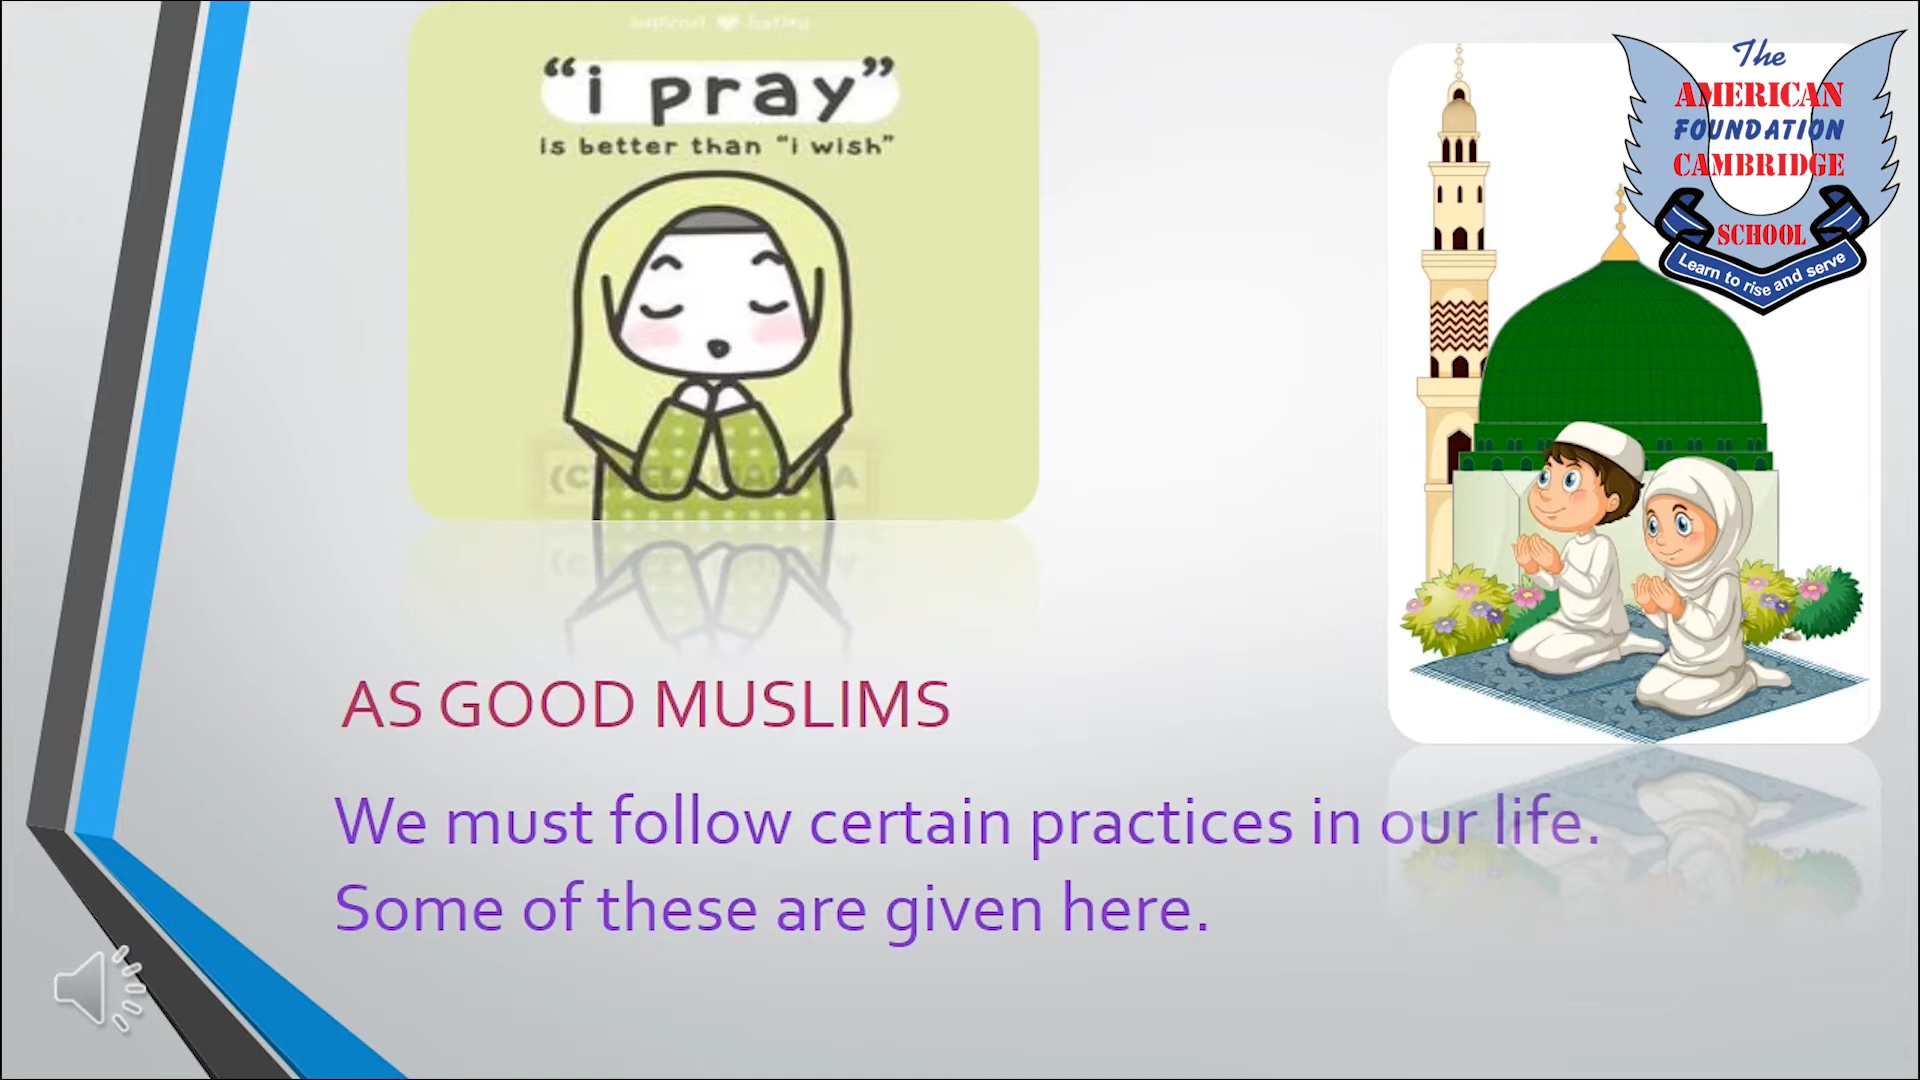 “i pray”
is better than “i wish”
The
AMERICAN
FOUNDATION
CAMBRIDGE
SCHOOL
Learn to rise and serve
AS GOOD MUSLIMS
We must follow certain practices in our life.
Some of these are given here.